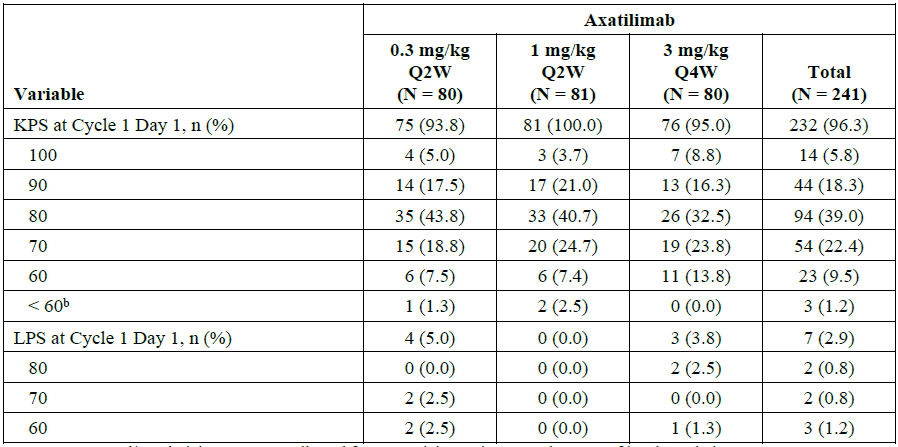 Axatilimab
Variable
0.3 mg/kg Q2W (N = 80)
1 mg/kg Q2W (N = 81)
3 mg/kg Q4W (N = 80)
Total (N = 241)
KPS at Cycle 1 Day 1, n (%) 75 (93.8) 81 (100.0) 76 (95.0) 232 (96.3)
100 4 (5.0) 3 (3.7) 7 (8.8) 14 (5.8)
90 14 (17.5) 17 (21.0) 13 (16.3) 44 (18.3)
80 35 (43.8) 33 (40.7) 26 (32.5) 94 (39.0)
70 15 (18.8) 20 (24.7) 19 (23.8) 54 (22.4)
60 6 (7.5) 6 (7.4) 11 (13.8) 23 (9.5)
< 60ᵇ 1 (1.3) 2 (2.5) 0 (0.0) 3 (1.2)
LPS at Cycle 1 Day 1, n (%) 4 (5.0) 0 (0.0) 3 (3.8) 7 (2.9)
80 0 (0.0) 0 (0.0) 2 (2.5) 2 (0.8)
70 2 (2.5) 0 (0.0) 0 (0.0) 2 (0.8)
60 2 (2.5) 0 (0.0) 1 (1.3) 3 (1.2)